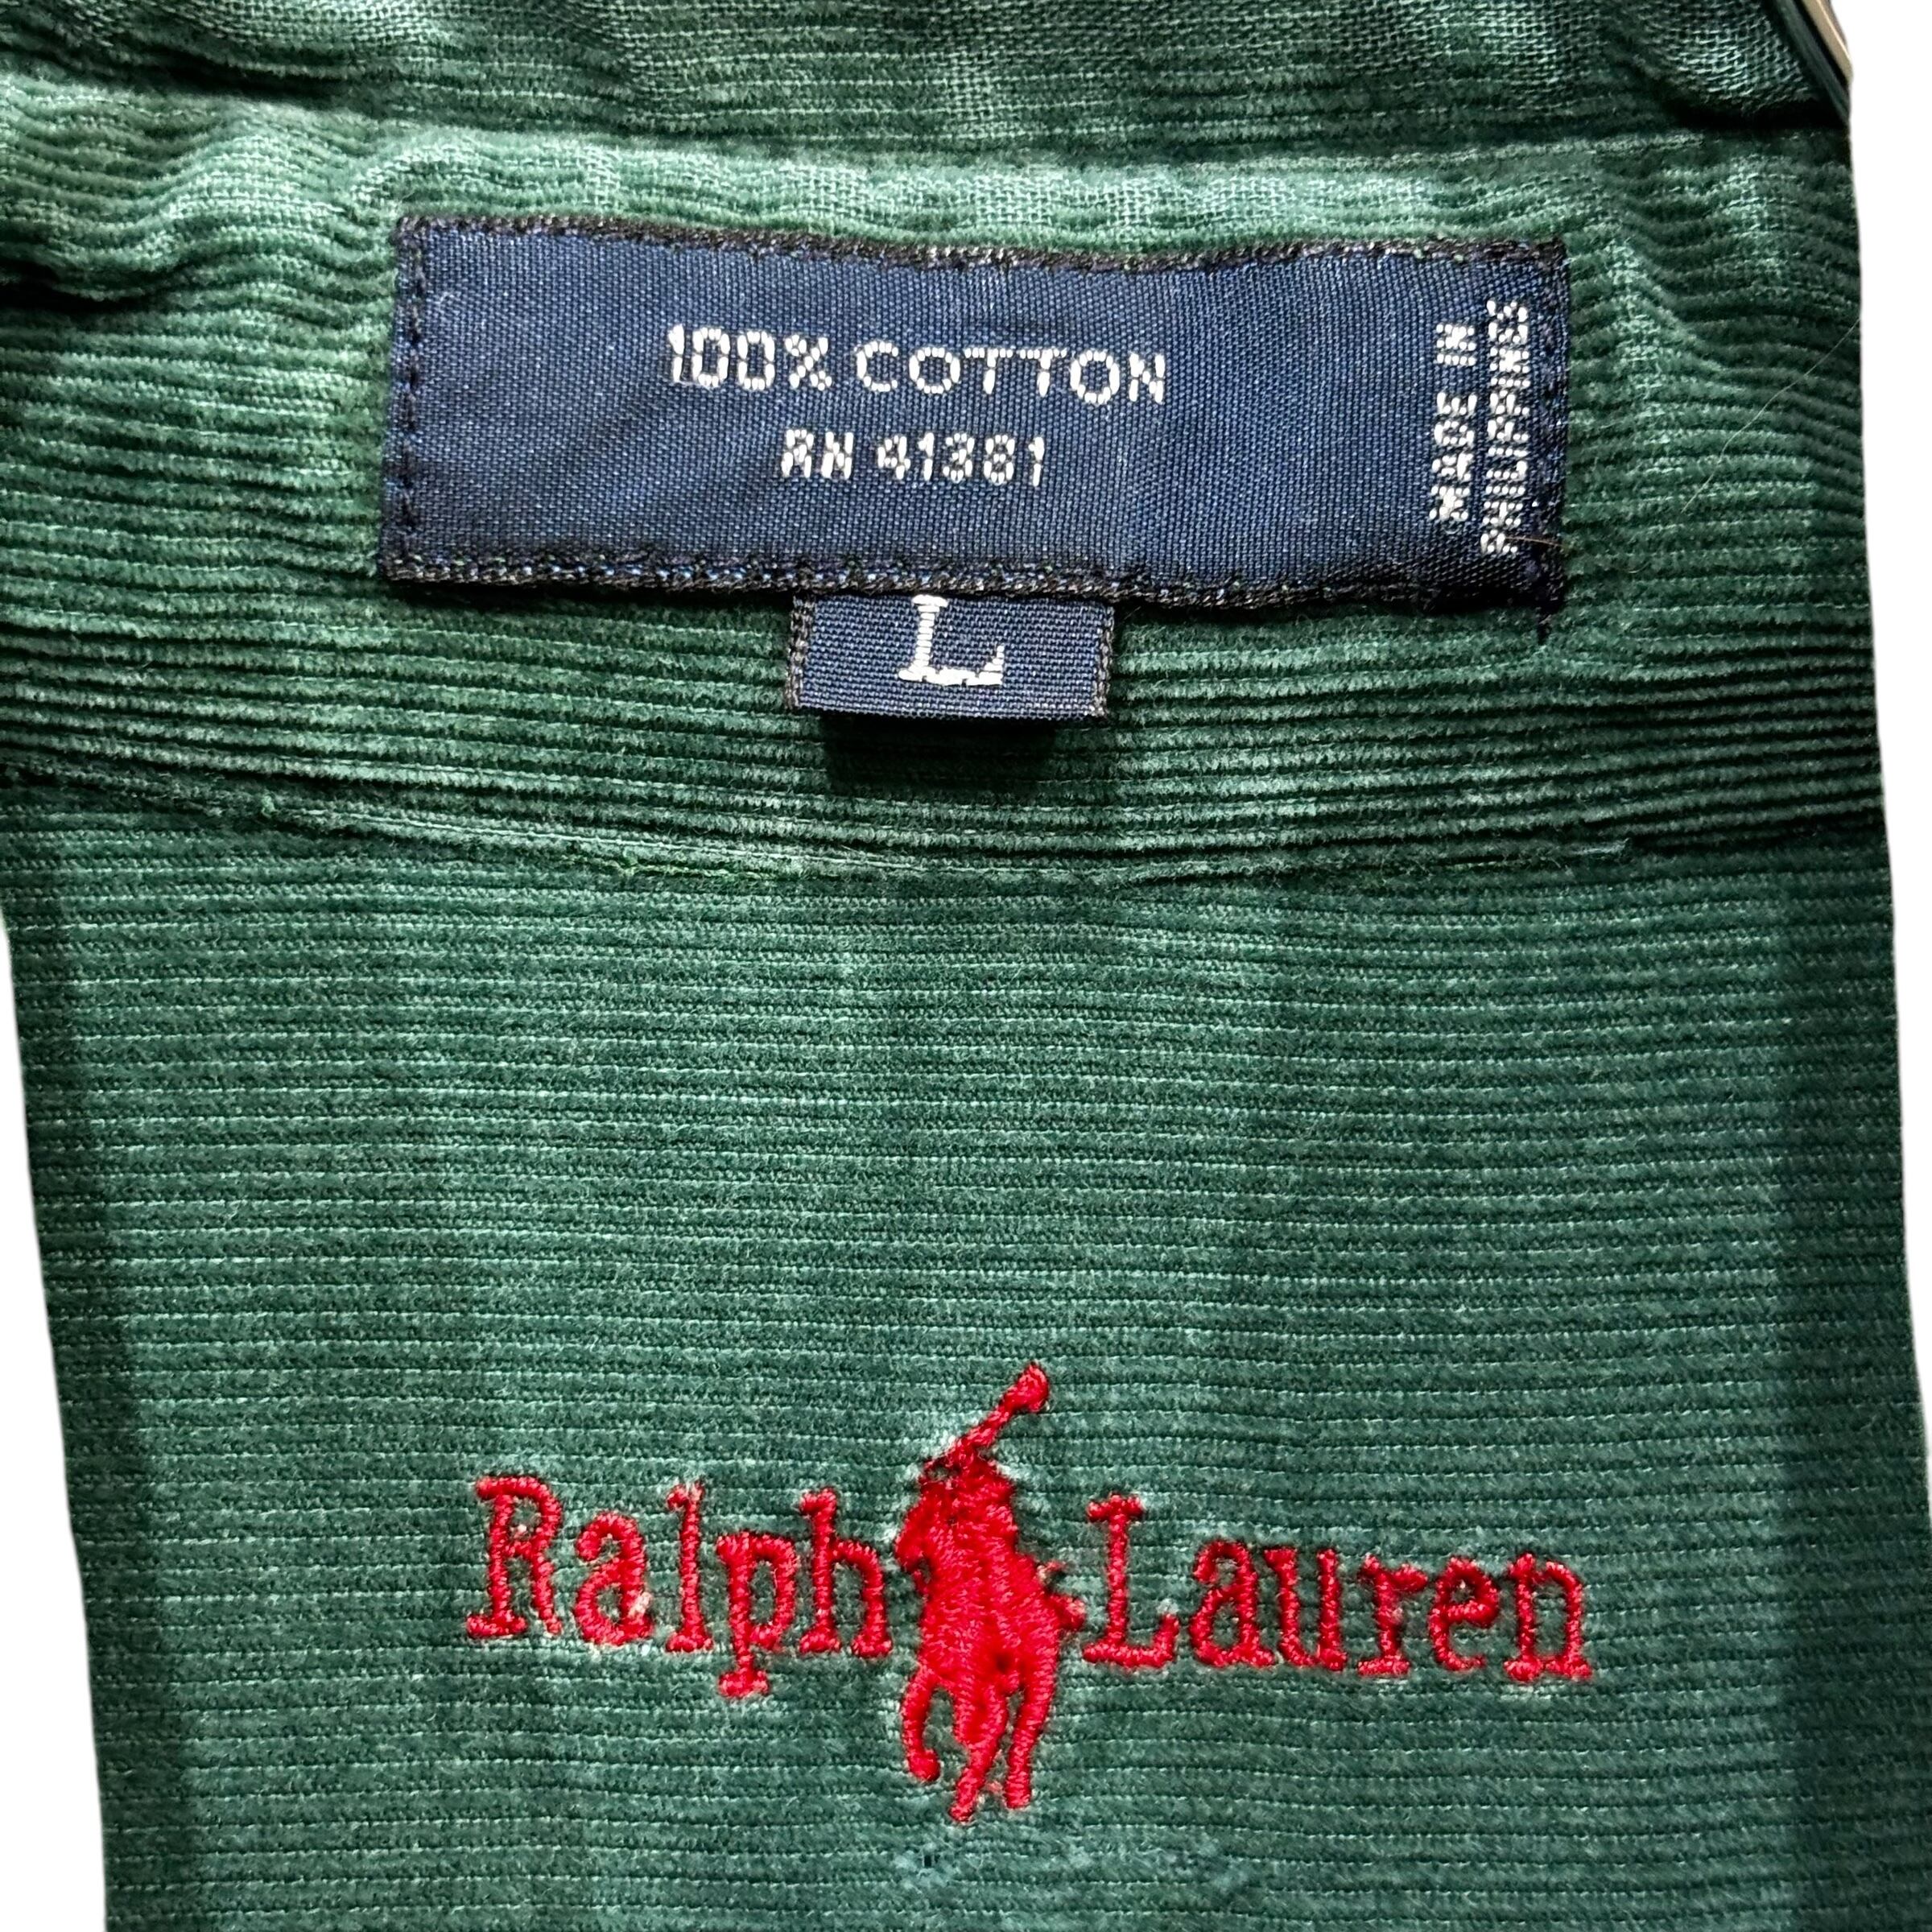 100% COTTON
RN 41381
MADE IN
PHILIPPINES
L
Ralph Lauren